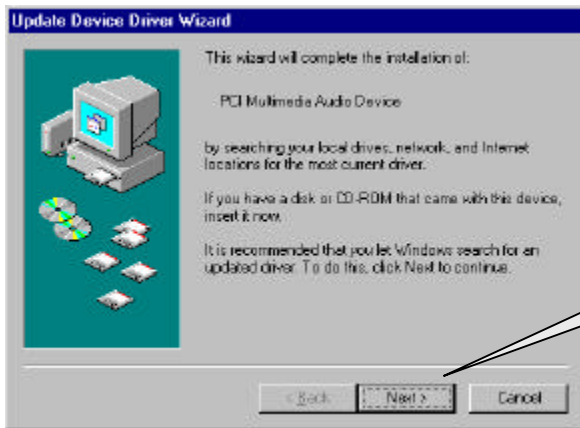 Update Device Driver Wizard
This wizard will complete the installation of:
PCI Multimedia Audio Device
by searching your local drives, network, and Internet
locations for the most current driver.
If you have a disk or CD-ROM that came with this device,
insert it now.
It is recommended that you let Windows search for an
updated driver. To do this, click Next to continue.
< Back
Next >
Cancel